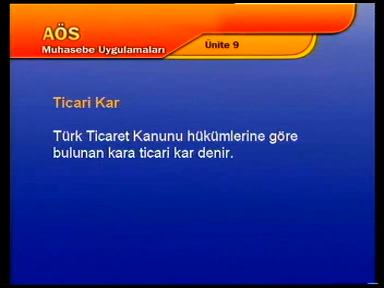 AÖS
Muhasebe Uygulamaları
Ünite 9
Ticari Kar
Türk Ticaret Kanunu hükümlerine göre
bulunan kara ticari kar denir.